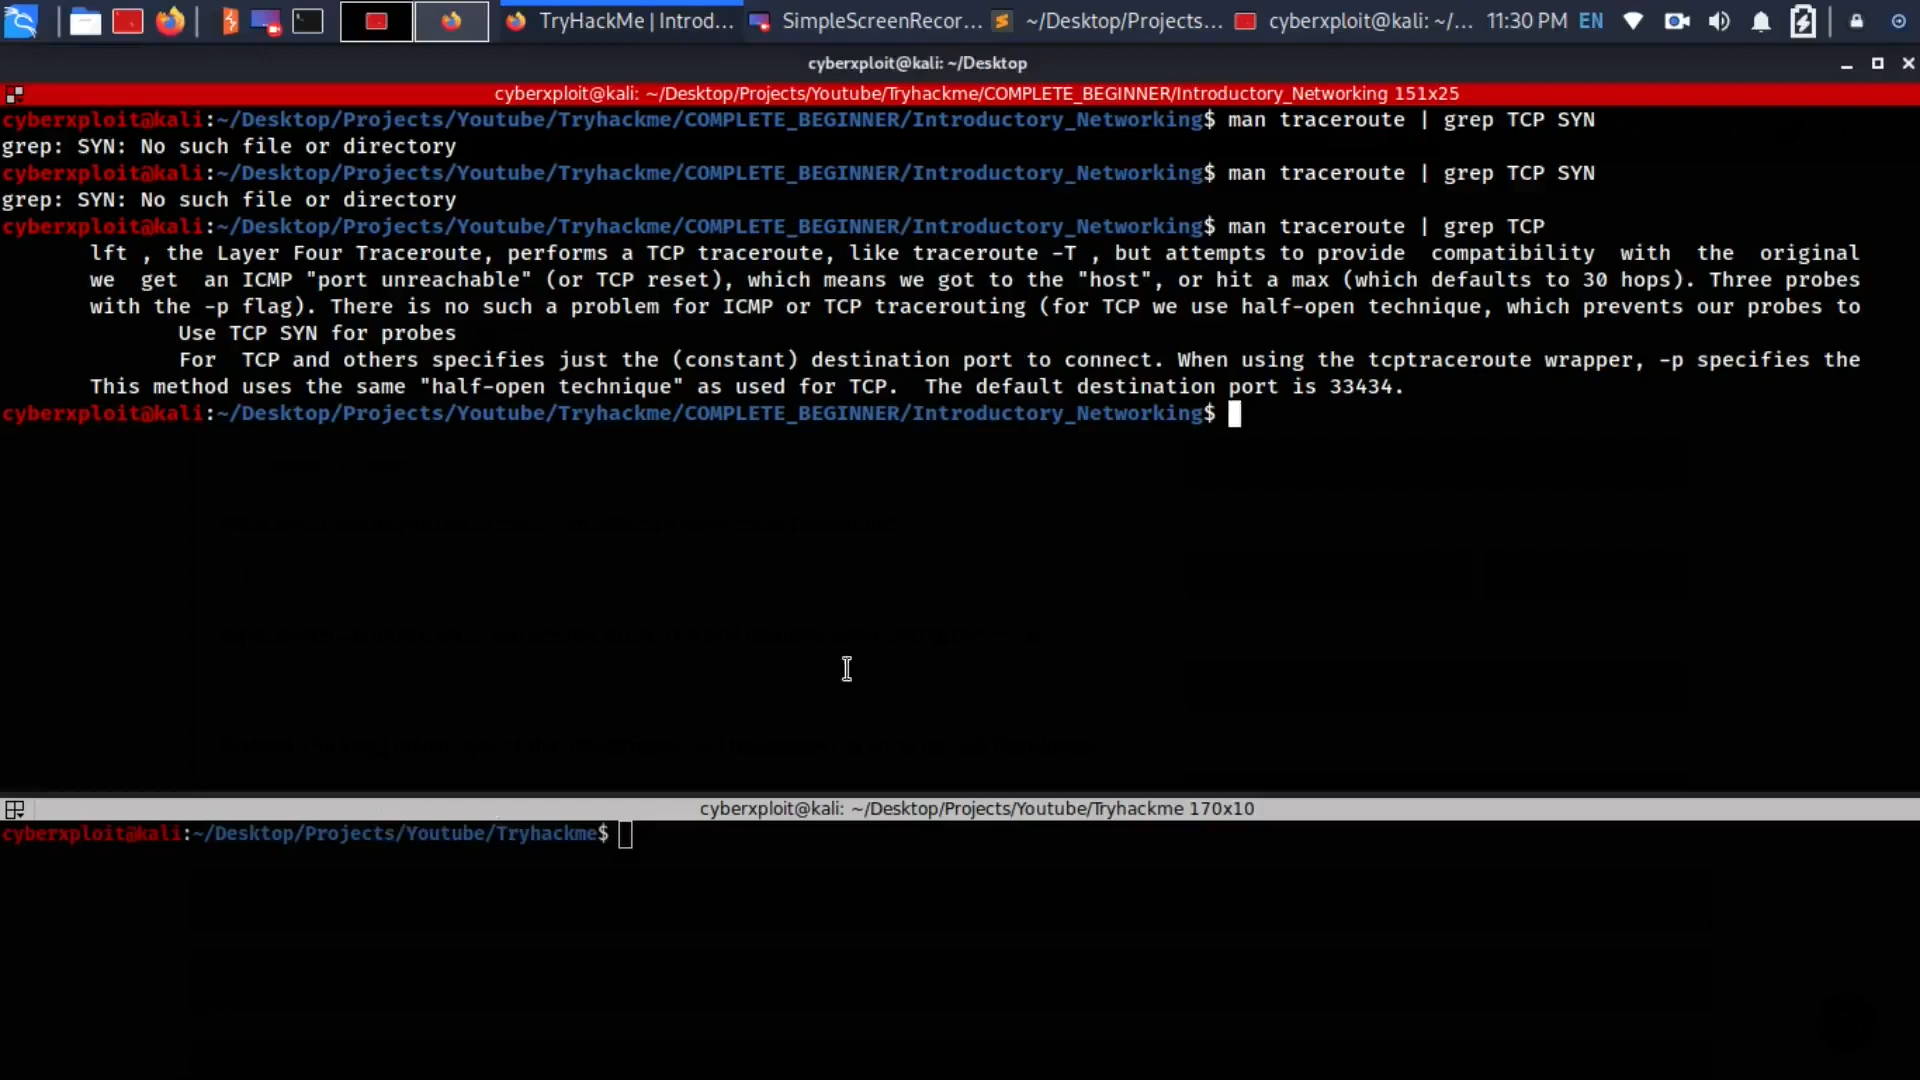 TryHackMe | Introd...
SimpleScreenRecor...
~/Desktop/Projects...
cyberxploit@kali: ~/...
11:30 PM
EN
cyberxploit@kali: ~/Desktop
cyberxploit@kali: ~/Desktop/Projects/Youtube/Tryhackme/COMPLETE_BEGINNER/Introductory_Networking 151x25
cyberxploit@kali:~/Desktop/Projects/Youtube/Tryhackme/COMPLETE_BEGINNER/Introductory_Networking$ man traceroute | grep TCP SYN
grep: SYN: No such file or directory
cyberxploit@kali:~/Desktop/Projects/Youtube/Tryhackme/COMPLETE_BEGINNER/Introductory_Networking$ man traceroute | grep TCP SYN
grep: SYN: No such file or directory
cyberxploit@kali:~/Desktop/Projects/Youtube/Tryhackme/COMPLETE_BEGINNER/Introductory_Networking$ man traceroute | grep TCP
lft , the Layer Four Traceroute, performs a TCP traceroute, like traceroute -T , but attempts to provide compatibility with the original
we get an ICMP "port unreachable" (or TCP reset), which means we got to the "host", or hit a max (which defaults to 30 hops). Three probes
with the -p flag). There is no such a problem for ICMP or TCP tracerouting (for TCP we use half-open technique, which prevents our probes to
Use TCP SYN for probes
For TCP and others specifies just the (constant) destination port to connect. When using the tcptraceroute wrapper, -p specifies the
This method uses the same "half-open technique" as used for TCP. The default destination port is 33434.
cyberxploit@kali:~/Desktop/Projects/Youtube/Tryhackme/COMPLETE_BEGINNER/Introductory_Networking$
cyberxploit@kali: ~/Desktop/Projects/Youtube/Tryhackme 170x10
cyberxploit@kali:~/Desktop/Projects/Youtube/Tryhackme$